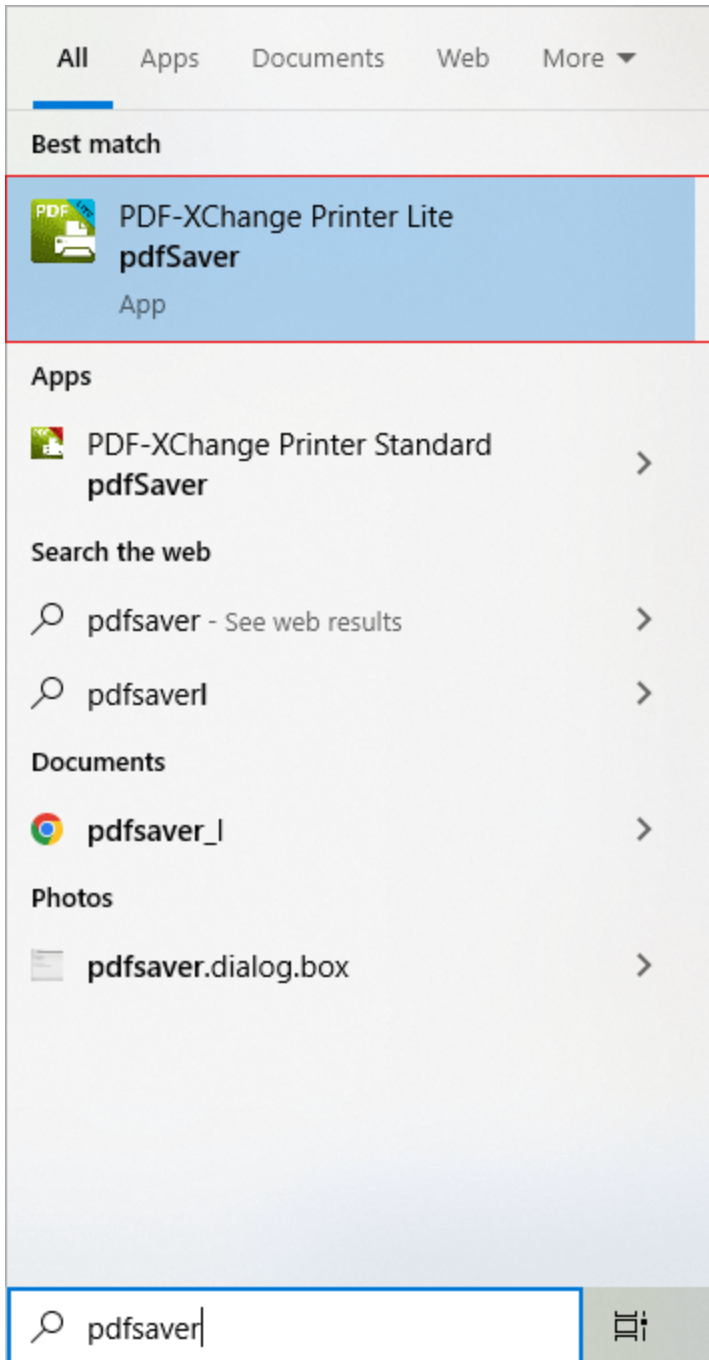 All Apps Documents Web More
Best match
PDF
Lite
PDF-XChange Printer Lite
pdfSaver
App
Apps
PDF-XChange Printer Standard
pdfSaver
Search the web
pdfsaver - See web results
pdfsaverl
Documents
pdfsaver_l
Photos
pdfsaver.dialog.box
pdfsaver